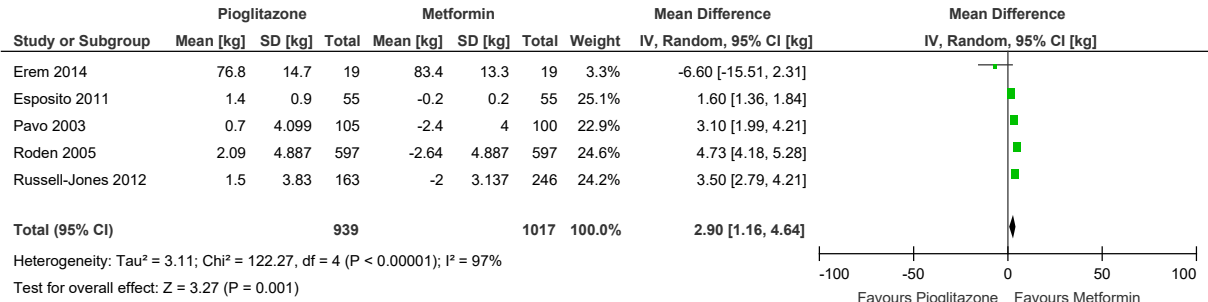 Pioglitazone Metformin Mean Difference Mean Difference
Study or Subgroup Mean [kg] SD [kg] Total Mean [kg] SD [kg] Total Weight IV, Random, 95% CI [kg] IV, Random, 95% CI [kg]
Erem 2014 76.8 14.7 19 83.4 13.3 19 3.3% -6.60 [-15.51, 2.31]
Esposito 2011 1.4 0.9 55 -0.2 0.2 55 25.1% 1.60 [1.36, 1.84]
Pavo 2003 0.7 4.099 105 -2.4 4 100 22.9% 3.10 [1.99, 4.21]
Roden 2005 2.09 4.887 597 -2.64 4.887 597 24.6% 4.73 [4.18, 5.28]
Russell-Jones 2012 1.5 3.83 163 -2 3.137 246 24.2% 3.50 [2.79, 4.21]
Total (95% CI) 939 1017 100.0% 2.90 [1.16, 4.64]
Heterogeneity: Tau² = 3.11; Chi² = 122.27, df = 4 (P < 0.00001); I² = 97%
Test for overall effect: Z = 3.27 (P = 0.001)
-100 -50 0 50 100
Favours Pioglitazone Favours Metformin